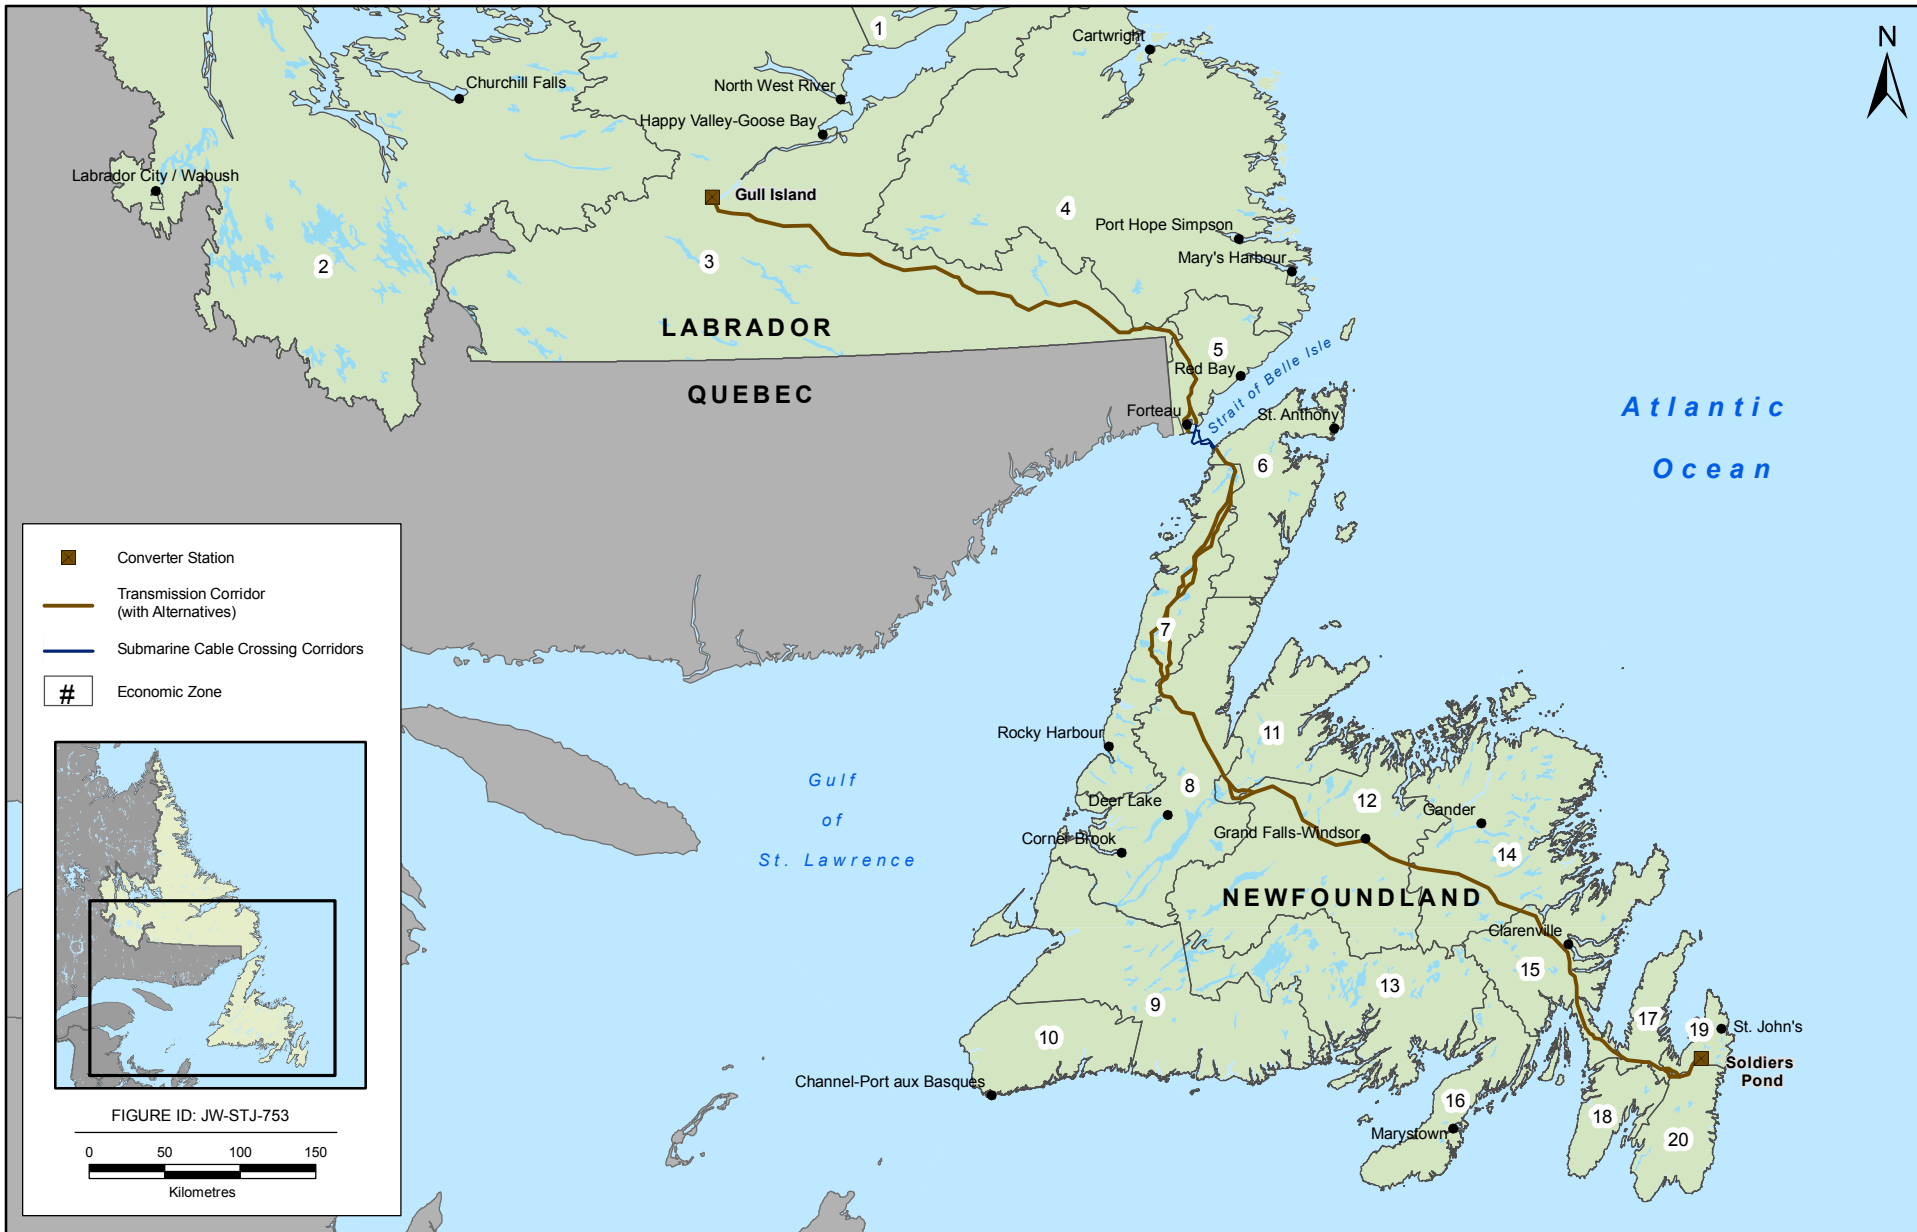 1
Cartwright
N
Churchill Falls
North West River
Happy Valley-Goose Bay
Labrador City / Wabush
Gull Island
4
Port Hope Simpson
Mary's Harbour
2
3
LABRADOR
5
Red Bay
Strait of Belle Isle
QUEBEC
Forteau
St. Anthony
Atlantic
Ocean
6
7
Rocky Harbour
11
Gulf
of
St. Lawrence
8
Deer Lake
12
Gander
Corner Brook
Grand Falls-Windsor
14
NEWFOUNDLAND
Clarenville
15
13
9
10
17
19
St. John's
Soldiers
Pond
Channel-Port aux Basques
16
18
Marystown
20
Converter Station
Transmission Corridor
(with Alternatives)
Submarine Cable Crossing Corridors
# Economic Zone
FIGURE ID: JW-STJ-753
0 50 100 150
Kilometres